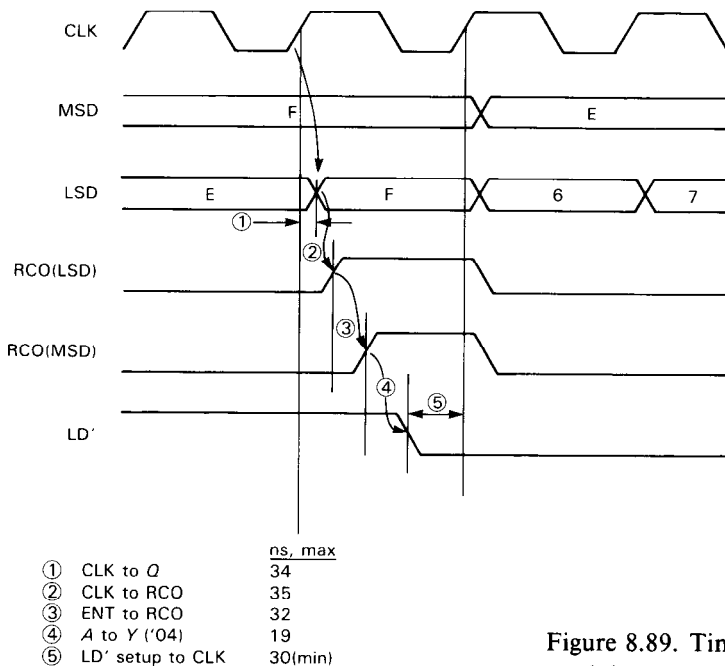 CLK
MSD
F
E
LSD
E
F
6
7
①
②
RCO(LSD)
③
RCO(MSD)
④
⑤
LD'
ns, max
① CLK to Q 34
② CLK to RCO 35
③ ENT to RCO 32
④ A to Y ('04) 19
⑤ LD' setup to CLK 30(min)
Figure 8.89. Tin